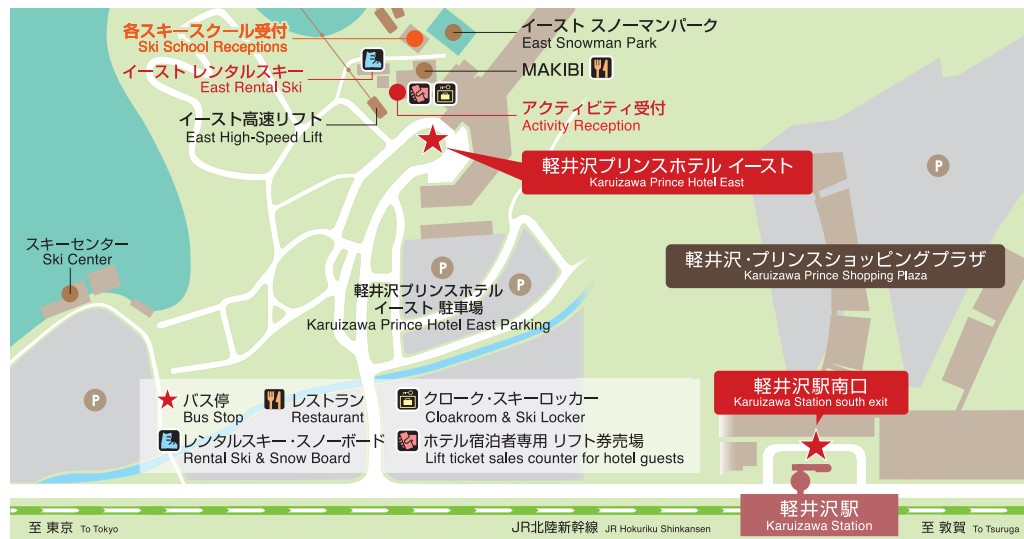 各スキースクール受付
Ski School Receptions
イースト スノーマンパーク
East Snowman Park
イースト レンタルスキー
East Rental Ski
MAKIBI
イースト高速リフト
East High-Speed Lift
アクティビティ受付
Activity Reception
軽井沢プリンスホテル イースト
Karuizawa Prince Hotel East
P
スキーセンター
Ski Center
軽井沢・プリンスショッピングプラザ
Karuizawa Prince Shopping Plaza
P
P
軽井沢プリンスホテル
イースト 駐車場
Karuizawa Prince Hotel East Parking
P
バス停
Bus Stop
レストラン
Restaurant
クローク・スキーロッカー
Cloakroom & Ski Locker
レンタルスキー・スノーボード
Rental Ski & Snow Board
ホテル宿泊者専用 リフト券売場
Lift ticket sales counter for hotel guests
軽井沢駅南口
Karuizawa Station south exit
至 東京 To Tokyo
JR北陸新幹線 JR Hokuriku Shinkansen
軽井沢駅
Karuizawa Station
至 敦賀 To Tsuruga